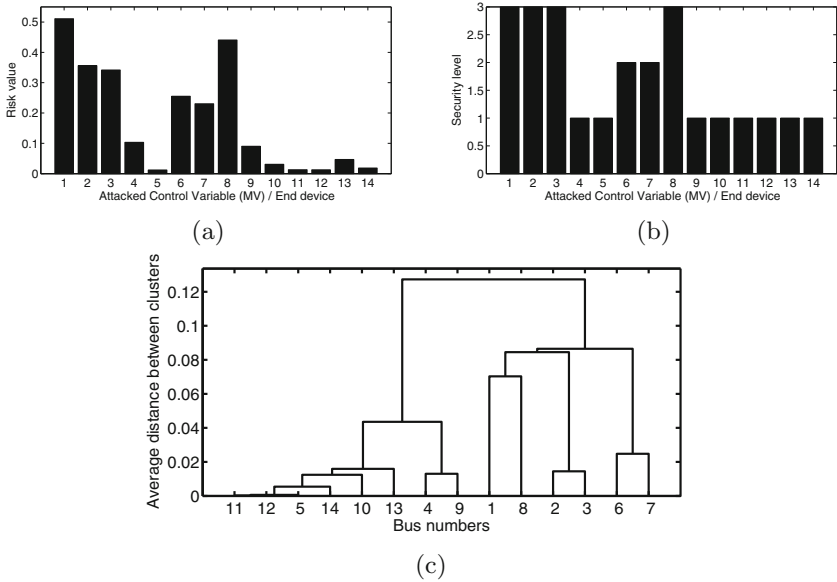 0.5
0.4
0.3
0.2
0.1
0
Risk value
1 2 3 4 5 6 7 8 9 10 11 12 13 14
Attacked Control Variable (MV) / End device
(a)
3
2.5
2
1.5
1
0.5
0
Security level
1 2 3 4 5 6 7 8 9 10 11 12 13 14
Attacked Control Variable (MV) / End device
(b)
0.12
0.1
0.08
0.06
0.04
0.02
0
Average distance between clusters
11 12 5 14 10 13 4 9 1 8 2 3 6 7
Bus numbers
(c)